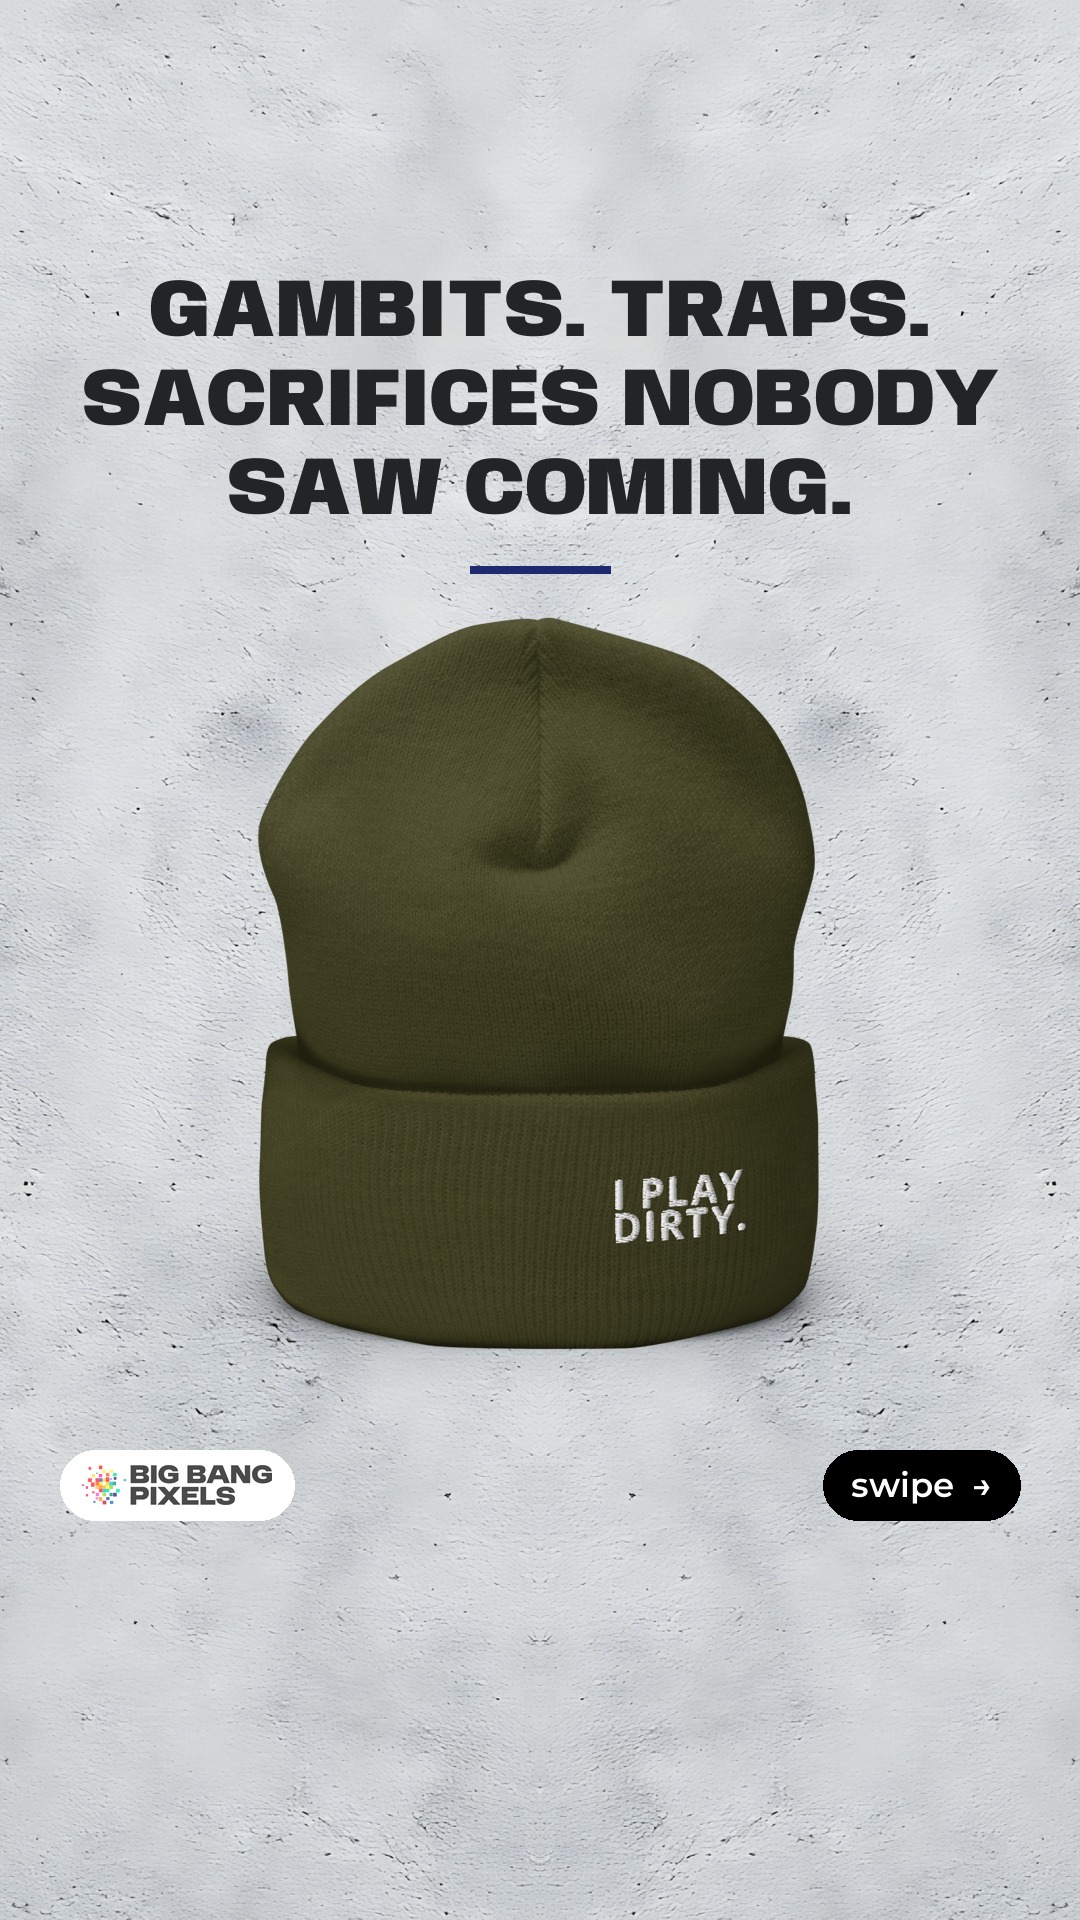 GAMBITS. TRAPS.
SACRIFICES NOBODY
SAW COMING.
I PLAY
DIRTY.
BIG BANG
PIXELS
swipe →